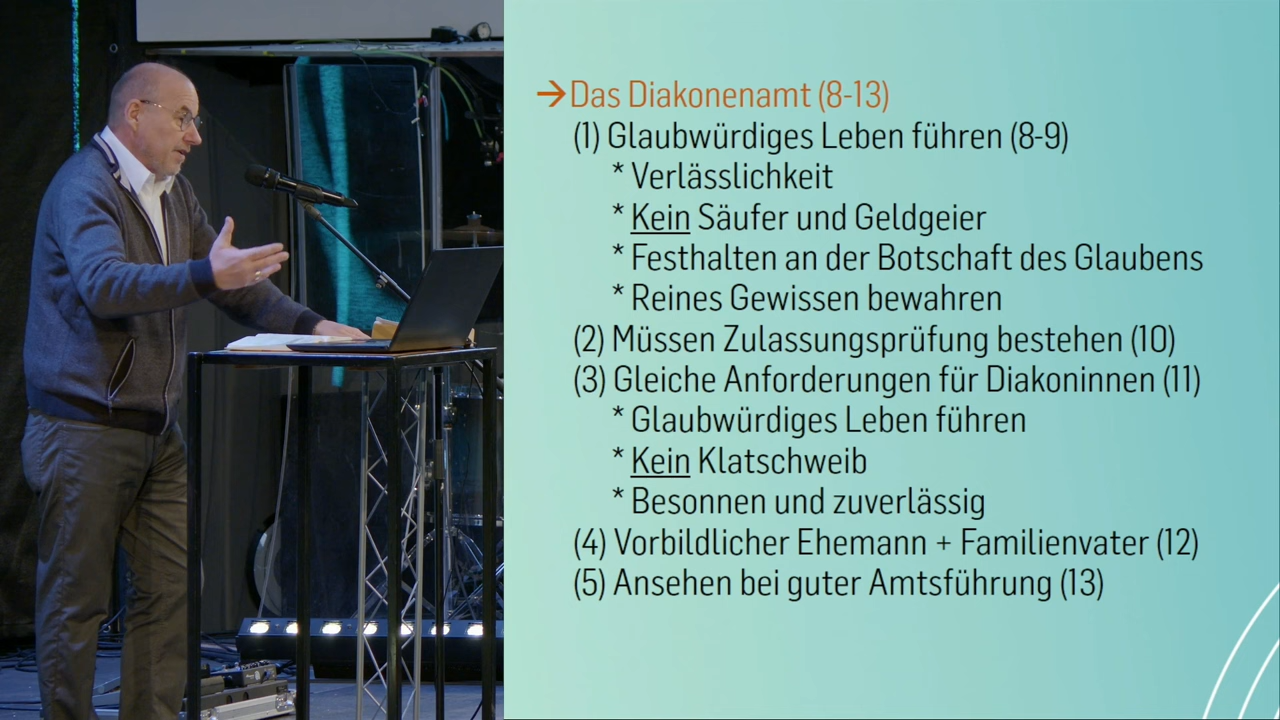 →Das Diakonenamt (8-13)
(1) Glaubwürdiges Leben führen (8-9)
* Verlässlichkeit
* Kein Säufer und Geldgeier
* Festhalten an der Botschaft des Glaubens
* Reines Gewissen bewahren
(2) Müssen Zulassungsprüfung bestehen (10)
(3) Gleiche Anforderungen für Diakoninnen (11)
* Glaubwürdiges Leben führen
* Kein Klatschweib
* Besonnen und zuverlässig
(4) Vorbildlicher Ehemann + Familienvater (12)
(5) Ansehen bei guter Amtsführung (13)